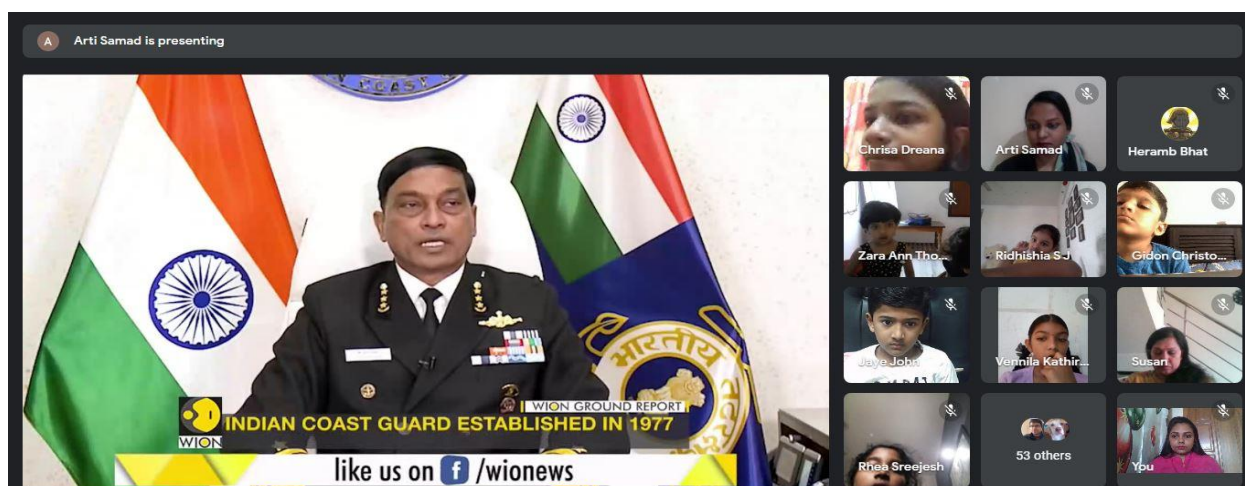 A
Arti Samad is presenting
COAST
भारतीय
WION GROUND REPORT
INDIAN COAST GUARD ESTABLISHED IN 1977
WION
like us on f /wionews
Chrisa Dreana
Arti Samad
Heramb Bhat
Zara Ann Tho...
Ridhishia S J
Gidon Christo...
Jaye John
Vennila Kathir...
Susan
Rhea Sreejesh
53 others
You